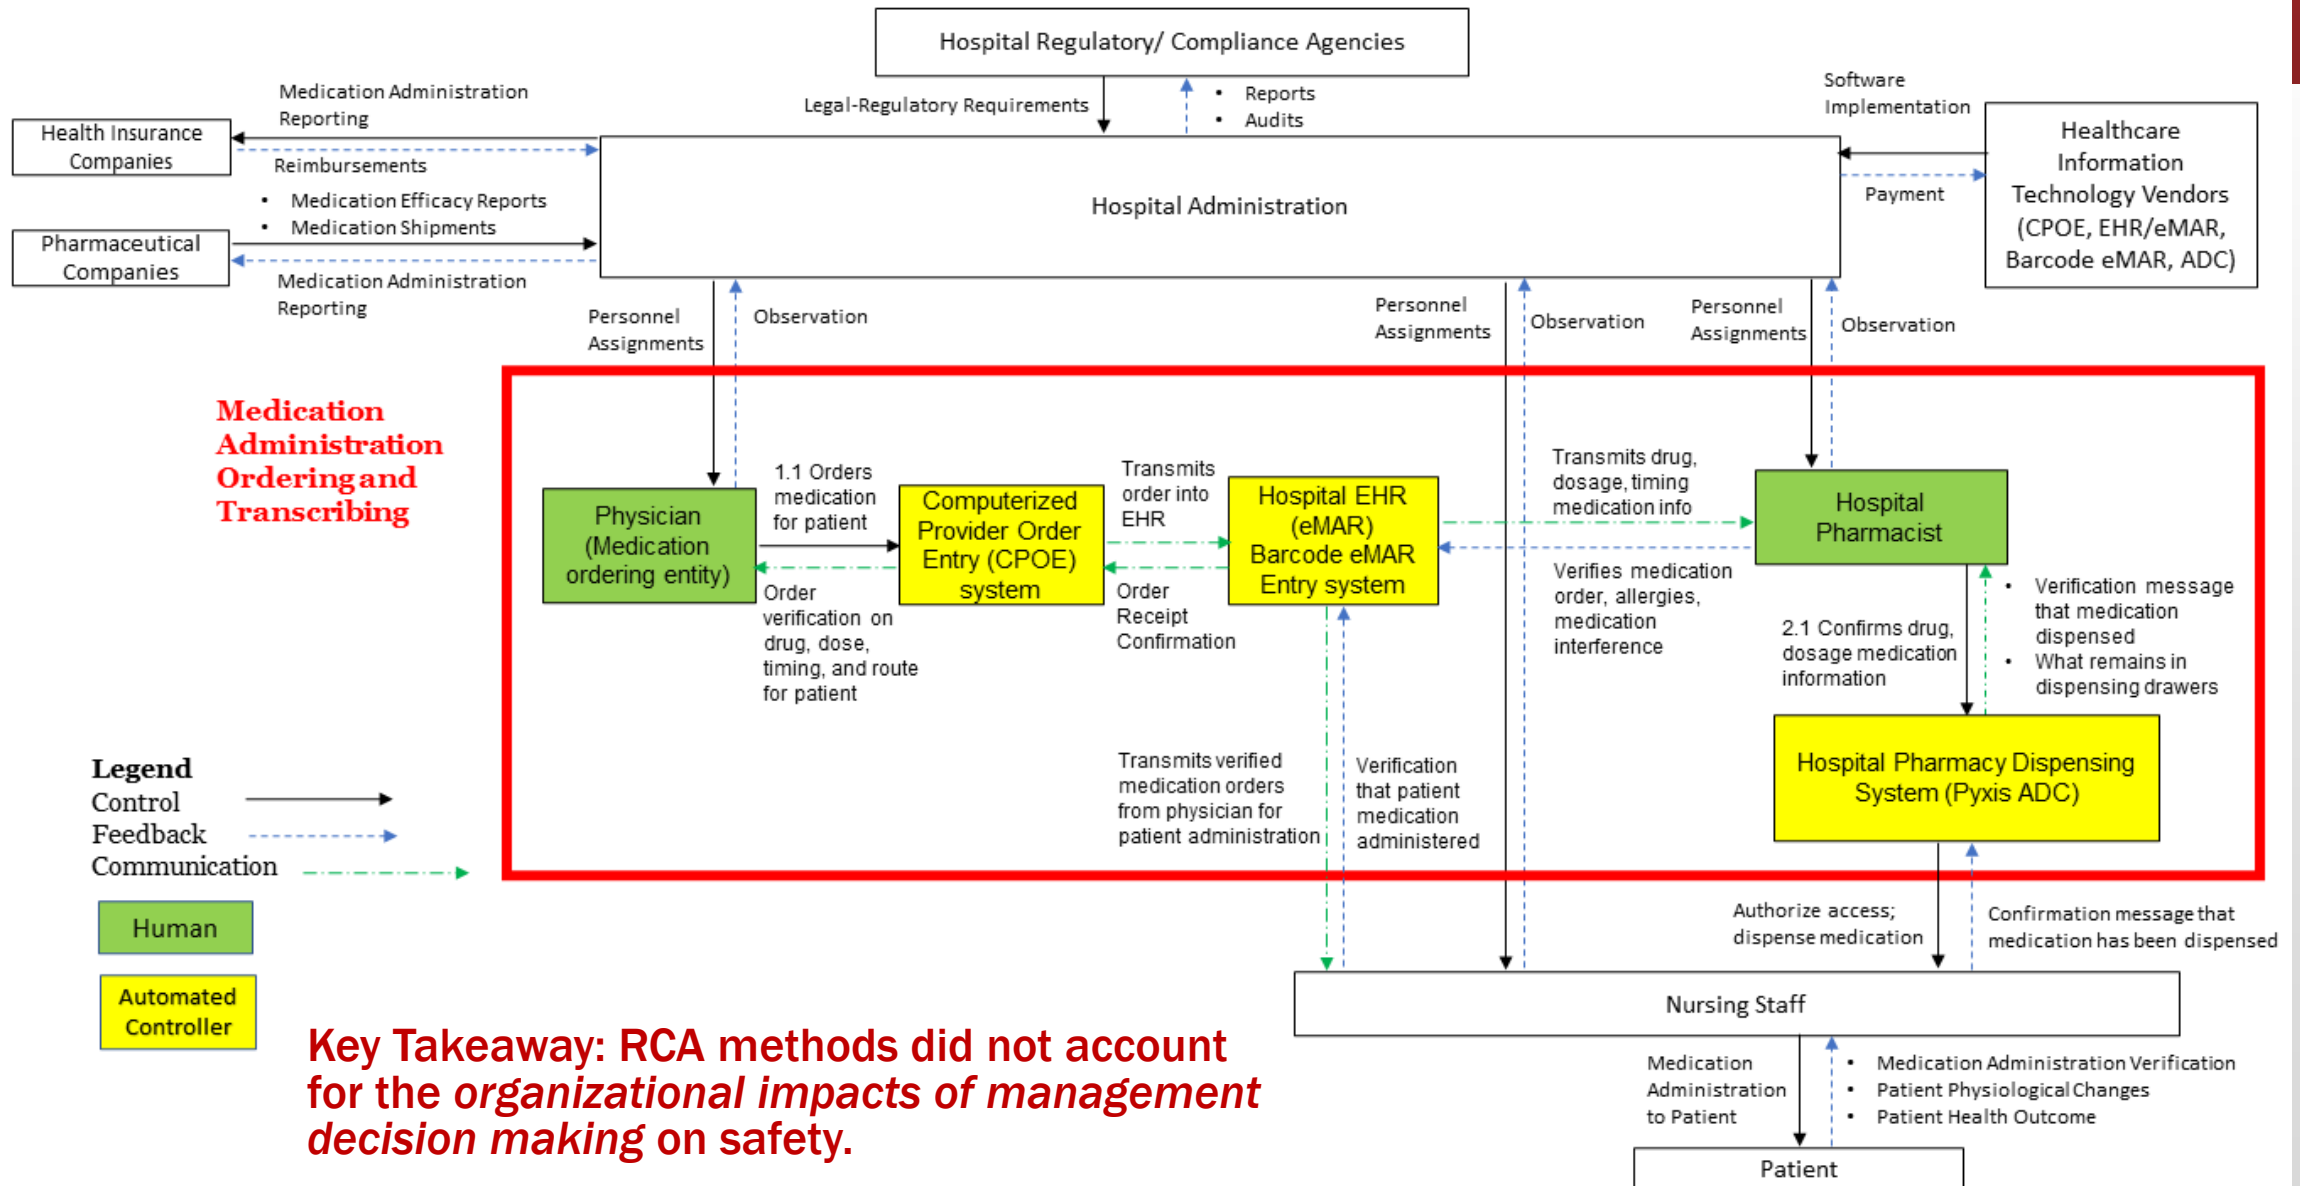 Hospital Regulatory/ Compliance Agencies
Legal-Regulatory Requirements
• Reports
• Audits
Medication Administration
Reporting
Health Insurance
Companies
Reimbursements
• Medication Efficacy Reports
• Medication Shipments
Pharmaceutical
Companies
Medication Administration
Reporting
Hospital Administration
Software
Implementation
Payment
Healthcare
Information
Technology Vendors
(CPOE, EHR/eMAR,
Barcode eMAR, ADC)
Personnel
Assignments
Observation
Personnel
Assignments
Observation
Personnel
Assignments
Observation
Medication
Administration
Ordering and
Transcribing
Physician
(Medication
ordering entity)
1.1 Orders
medication
for patient
Order
verification on
drug, dose,
timing, and route
for patient
Computerized
Provider Order
Entry (CPOE)
system
Transmits
order into
EHR
Order
Receipt
Confirmation
Hospital EHR
(eMAR)
Barcode eMAR
Entry system
Transmits drug,
dosage, timing
medication info
Verifies medication
order, allergies,
medication
interference
Hospital
Pharmacist
2.1 Confirms drug,
dosage medication
information
• Verification message
that medication
dispensed
• What remains in
dispensing drawers
Hospital Pharmacy Dispensing
System (Pyxis ADC)
Transmits verified
medication orders
from physician for
patient administration
Verification
that patient
medication
administered
Legend
Control
Feedback
Communication
Human
Automated
Controller
Authorize access;
dispense medication
Confirmation message that
medication has been dispensed
Nursing Staff
Medication
Administration
to Patient
• Medication Administration Verification
• Patient Physiological Changes
• Patient Health Outcome
Patient
Key Takeaway: RCA methods did not account
for the organizational impacts of management
decision making on safety.